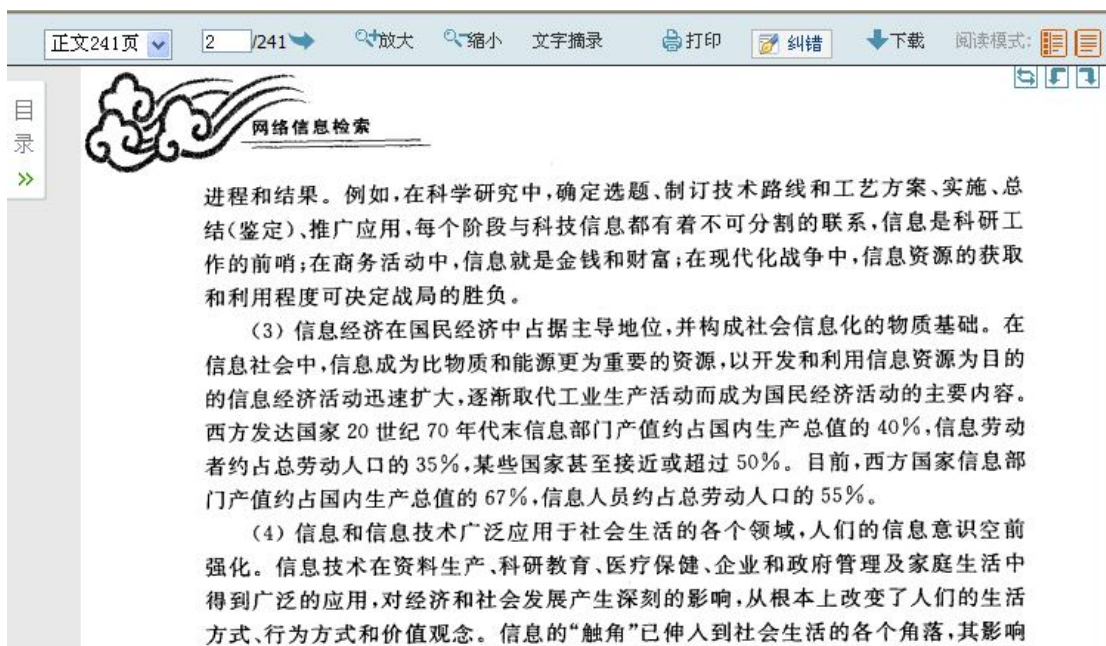 正文241页 2 /241 放大 缩小 文字摘录 打印 纠错 下载 阅读模式:
目
录
»
网络信息检索
进程和结果。例如,在科学研究中,确定选题、制订技术路线和工艺方案、实施、总
结(鉴定)、推广应用,每个阶段与科技信息都有着不可分割的联系,信息是科研工
作的前哨;在商务活动中,信息就是金钱和财富;在现代化战争中,信息资源的获取
和利用程度可决定战局的胜负。
(3) 信息经济在国民经济中占据主导地位,并构成社会信息化的物质基础。在
信息社会中,信息成为比物质和能源更为重要的资源,以开发和利用信息资源为目的
的信息经济活动迅速扩大,逐渐取代工业生产活动而成为国民经济活动的主要内容。
西方发达国家 20 世纪 70 年代末信息部门产值约占国内生产总值的 40%,信息劳动
者约占总劳动人口的 35%,某些国家甚至接近或超过 50%。目前,西方国家信息部
门产值约占国内生产总值的 67%,信息人员约占总劳动人口的 55%。
(4) 信息和信息技术广泛应用于社会生活的各个领域,人们的信息意识空前
强化。信息技术在资料生产、科研教育、医疗保健、企业和政府管理及家庭生活中
得到广泛的应用,对经济和社会发展产生深刻的影响,从根本上改变了人们的生活
方式、行为方式和价值观念。信息的“触角”已伸入到社会生活的各个角落,其影响